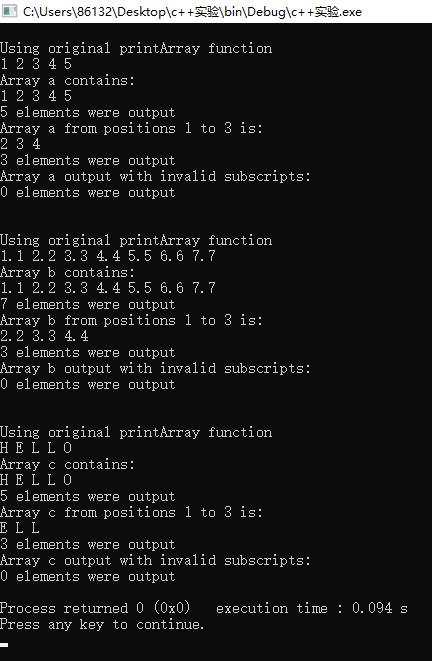 C:\Users\86132\Desktop\c++实验\bin\Debug\c++实验.exe
Using original printArray function
1 2 3 4 5
Array a contains:
1 2 3 4 5
5 elements were output
Array a from positions 1 to 3 is:
2 3 4
3 elements were output
Array a output with invalid subscripts:
0 elements were output
Using original printArray function
1.1 2.2 3.3 4.4 5.5 6.6 7.7
Array b contains:
1.1 2.2 3.3 4.4 5.5 6.6 7.7
7 elements were output
Array b from positions 1 to 3 is:
2.2 3.3 4.4
3 elements were output
Array b output with invalid subscripts:
0 elements were output
Using original printArray function
H E L L O
Array c contains:
H E L L O
5 elements were output
Array c from positions 1 to 3 is:
E L L
3 elements were output
Array c output with invalid subscripts:
0 elements were output
Process returned 0 (0x0)   execution time : 0.094 s
Press any key to continue.